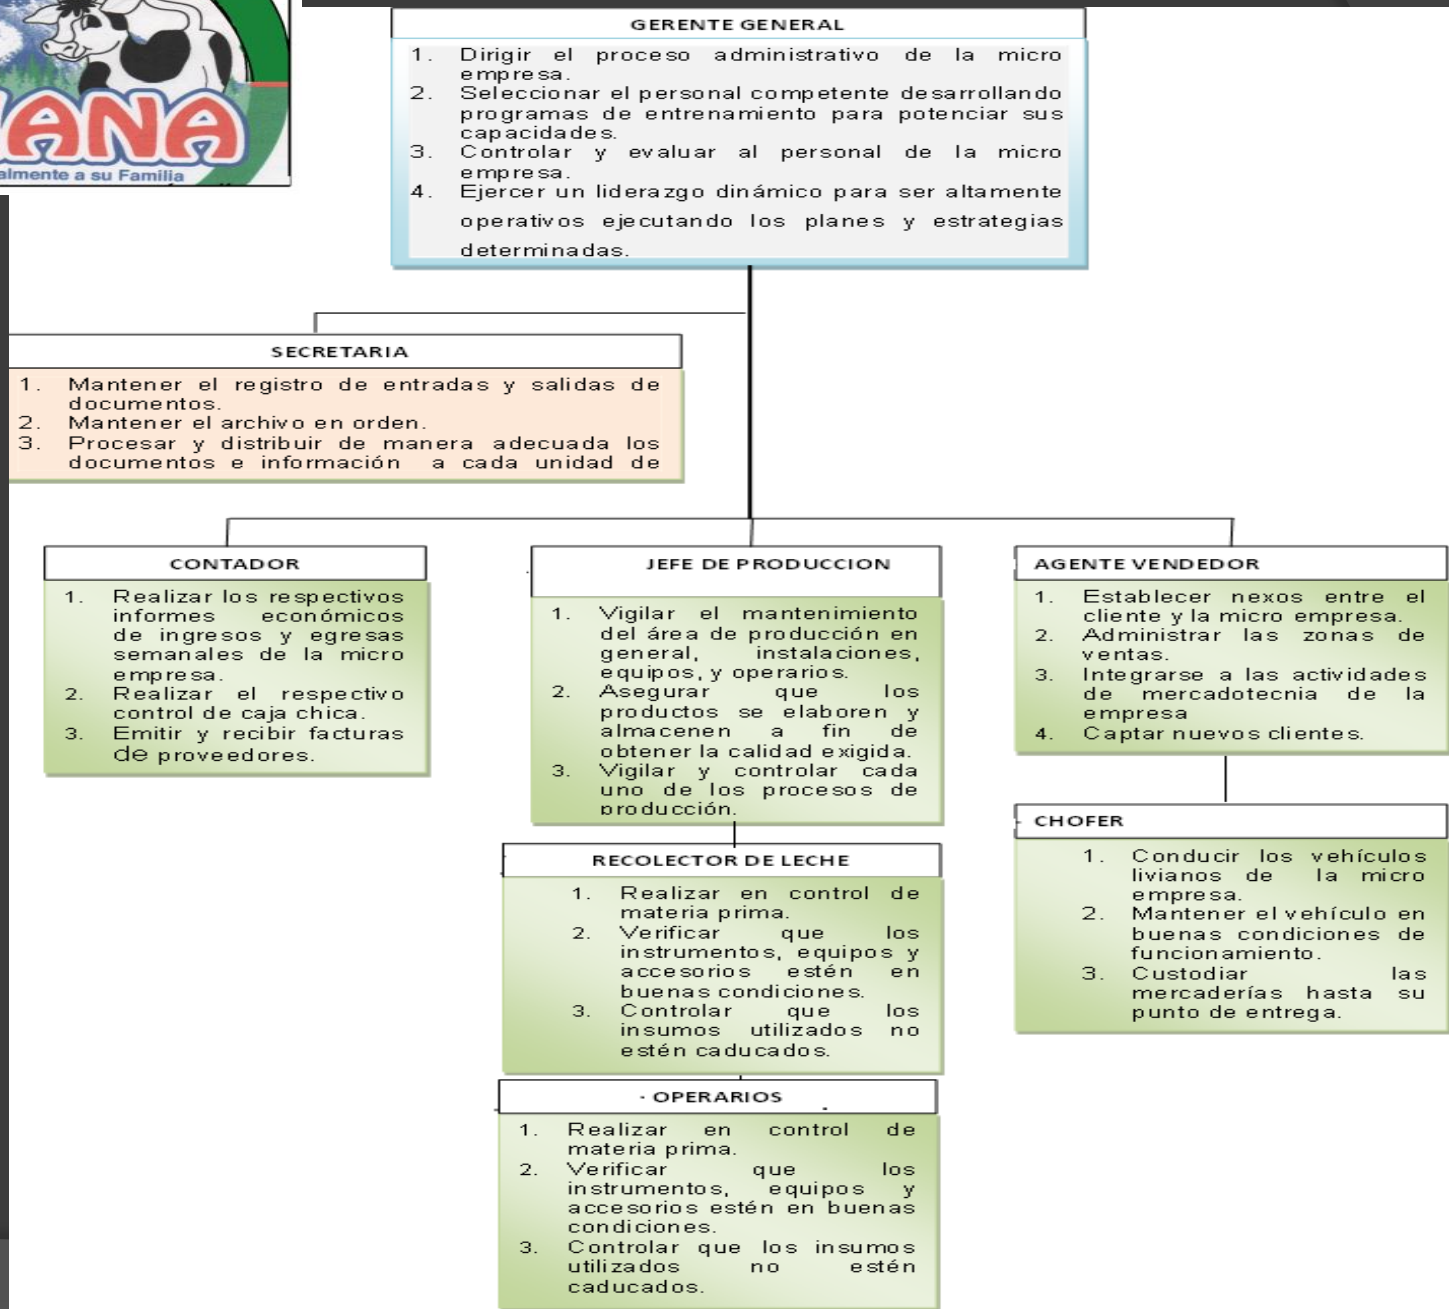 ANA
almente a su Familia
GERENTE GENERAL
1. Dirigir el proceso administrativo de la micro
empresa.
2. Seleccionar el personal competente desarrollando
programas de entrenamiento para potenciar sus
capacidades.
3. Controlar y evaluar al personal de la micro
empresa.
4. Ejercer un liderazgo dinámico para ser altamente
operativos ejecutando los planes y estrategias
determinadas.
SECRETARIA
1. Mantener el registro de entradas y salidas de
documentos.
2. Mantener el archivo en orden.
3. Procesar y distribuir de manera adecuada los
documentos e información a cada unidad de
CONTADOR
1. Realizar los respectivos
informes económicos
de ingresos y egresas
semanales de la micro
empresa.
2. Realizar el respectivo
control de caja chica.
3. Emitir y recibir facturas
de proveedores.
JEFE DE PRODUCCION
1. Vigilar el mantenimiento
del área de producción en
general, instalaciones,
equipos, y operarios.
2. Asegurar que los
productos se elaboren y
almacenen a fin de
obtener la calidad exigida.
3. Vigilar y controlar cada
uno de los procesos de
producción.
RECOLECTOR DE LECHE
1. Realizar en control de
materia prima.
2. Verificar que los
instrumentos, equipos y
accesorios estén en
buenas condiciones.
3. Controlar que los
insumos utilizados no
estén caducados.
OPERARIOS
1. Realizar en control de
materia prima.
2. Verificar que los
instrumentos, equipos y
accesorios estén en buenas
condiciones.
3. Controlar que los insumos
utilizados no estén
caducados.
AGENTE VENDEDOR
1. Establecer nexos entre el
cliente y la micro empresa.
2. Administrar las zonas de
ventas.
3. Integrarse a las actividades
de mercadotecnia de la
empresa
4. Captar nuevos clientes.
CHOFER
1. Conducir los vehículos
livianos de la micro
empresa.
2. Mantener el vehículo en
buenas condiciones de
funcionamiento.
3. Custodiar las
mercaderías hasta su
punto de entrega.